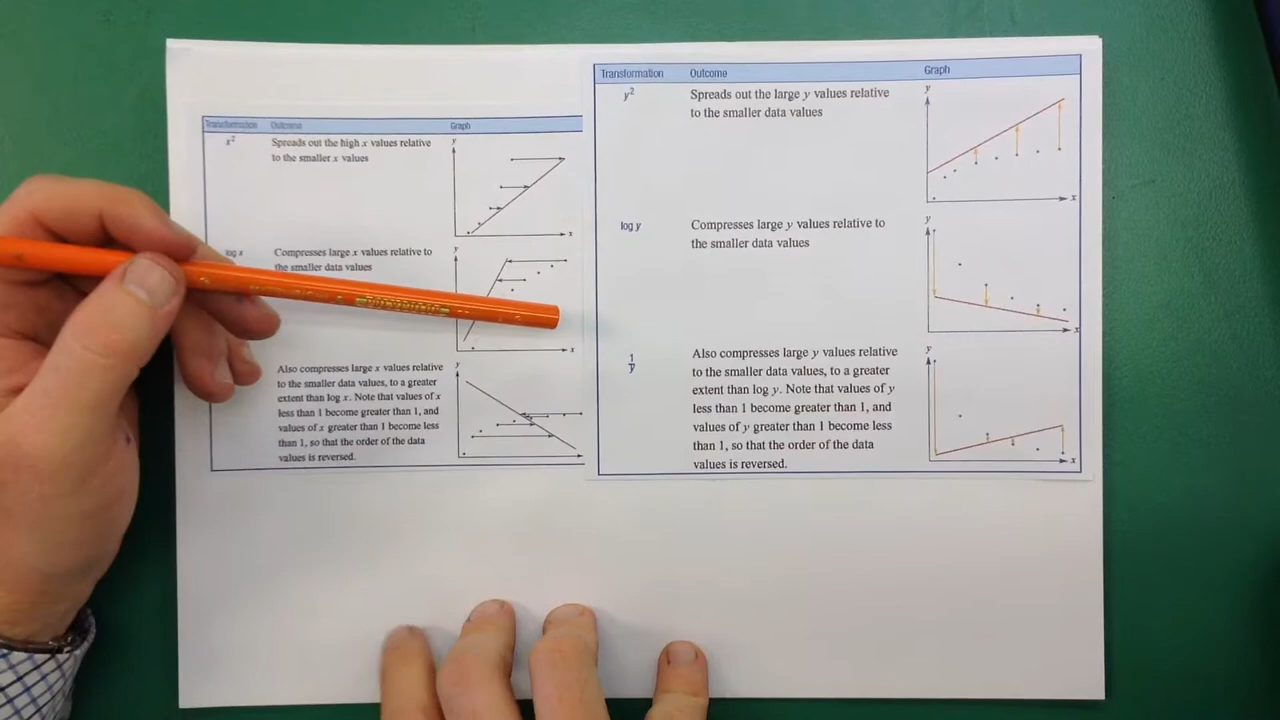 Transformation Outcome Graph
x²
Spreads out the high x values relative
to the smaller x values
y
x
log x
Compresses large x values relative to
the smaller data values
y
x
Also compresses large x values relative
to the smaller data values, to a greater
extent than log x. Note that values of x
less than 1 become greater than 1, and
values of x greater than 1 become less
than 1, so that the order of the data
values is reversed.
y
Transformation Outcome Graph
y²
Spreads out the large y values relative
to the smaller data values
y
x
log y
Compresses large y values relative to
the smaller data values
y
x
1
y
Also compresses large y values relative
to the smaller data values, to a greater
extent than log y. Note that values of y
less than 1 become greater than 1, and
values of y greater than 1 become less
than 1, so that the order of the data
values is reversed.
y
x